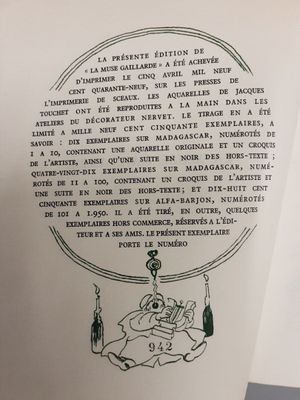 LA PRÉSENTE ÉDITION DE
« LA MUSE GAILLARDE » A ÉTÉ ACHEVÉE
D'IMPRIMER LE CINQ AVRIL MIL NEUF
CENT QUARANTE-NEUF, SUR LES PRESSES DE
L'IMPRIMERIE DE SCEAUX. LES AQUARELLES DE JACQUES
TOUCHET ONT ÉTÉ REPRODUITES A LA MAIN DANS LES
ATELIERS DU DÉCORATEUR NERVET. LE TIRAGE EN A ÉTÉ
LIMITÉ A MILLE NEUF CENT CINQUANTE EXEMPLAIRES, A
SAVOIR : DIX EXEMPLAIRES SUR MADAGASCAR, NUMÉROTÉS DE
I A 10, CONTENANT UNE AQUARELLE ORIGINALE ET UN CROQUIS
DE L'ARTISTE, AINSI QU'UNE SUITE EN NOIR DES HORS-TEXTE ;
QUATRE-VINGT-DIX EXEMPLAIRES SUR MADAGASCAR, NUMÉ-
ROTÉS DE 11 A 100, CONTENANT UN CROQUIS DE L'ARTISTE ET
UNE SUITE EN NOIR DES HORS-TEXTE ; ET DIX-HUIT CENT
CINQUANTE EXEMPLAIRES SUR ALFA-BARJON, NUMÉROTÉS
DE 101 A 1.950. IL A ÉTÉ TIRÉ, EN OUTRE, QUELQUES
EXEMPLAIRES HORS COMMERCE, RÉSERVÉS A L'ÉDI-
TEUR ET A SES AMIS. LE PRÉSENT EXEMPLAIRE
PORTE LE NUMÉRO
942